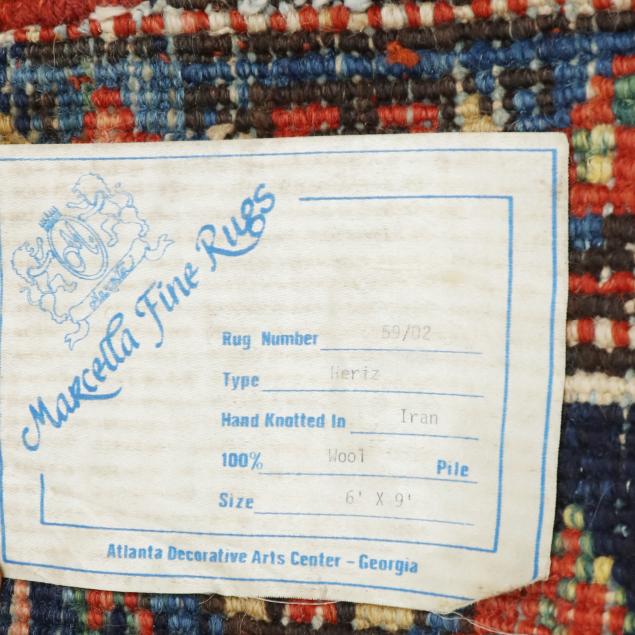 Marcella Fine Rugs
Rug Number 59/02
Type Heriz
Hand Knotted In Iran
100% Wool Pile
Size 6' X 9'
Atlanta Decorative Arts Center - Georgia